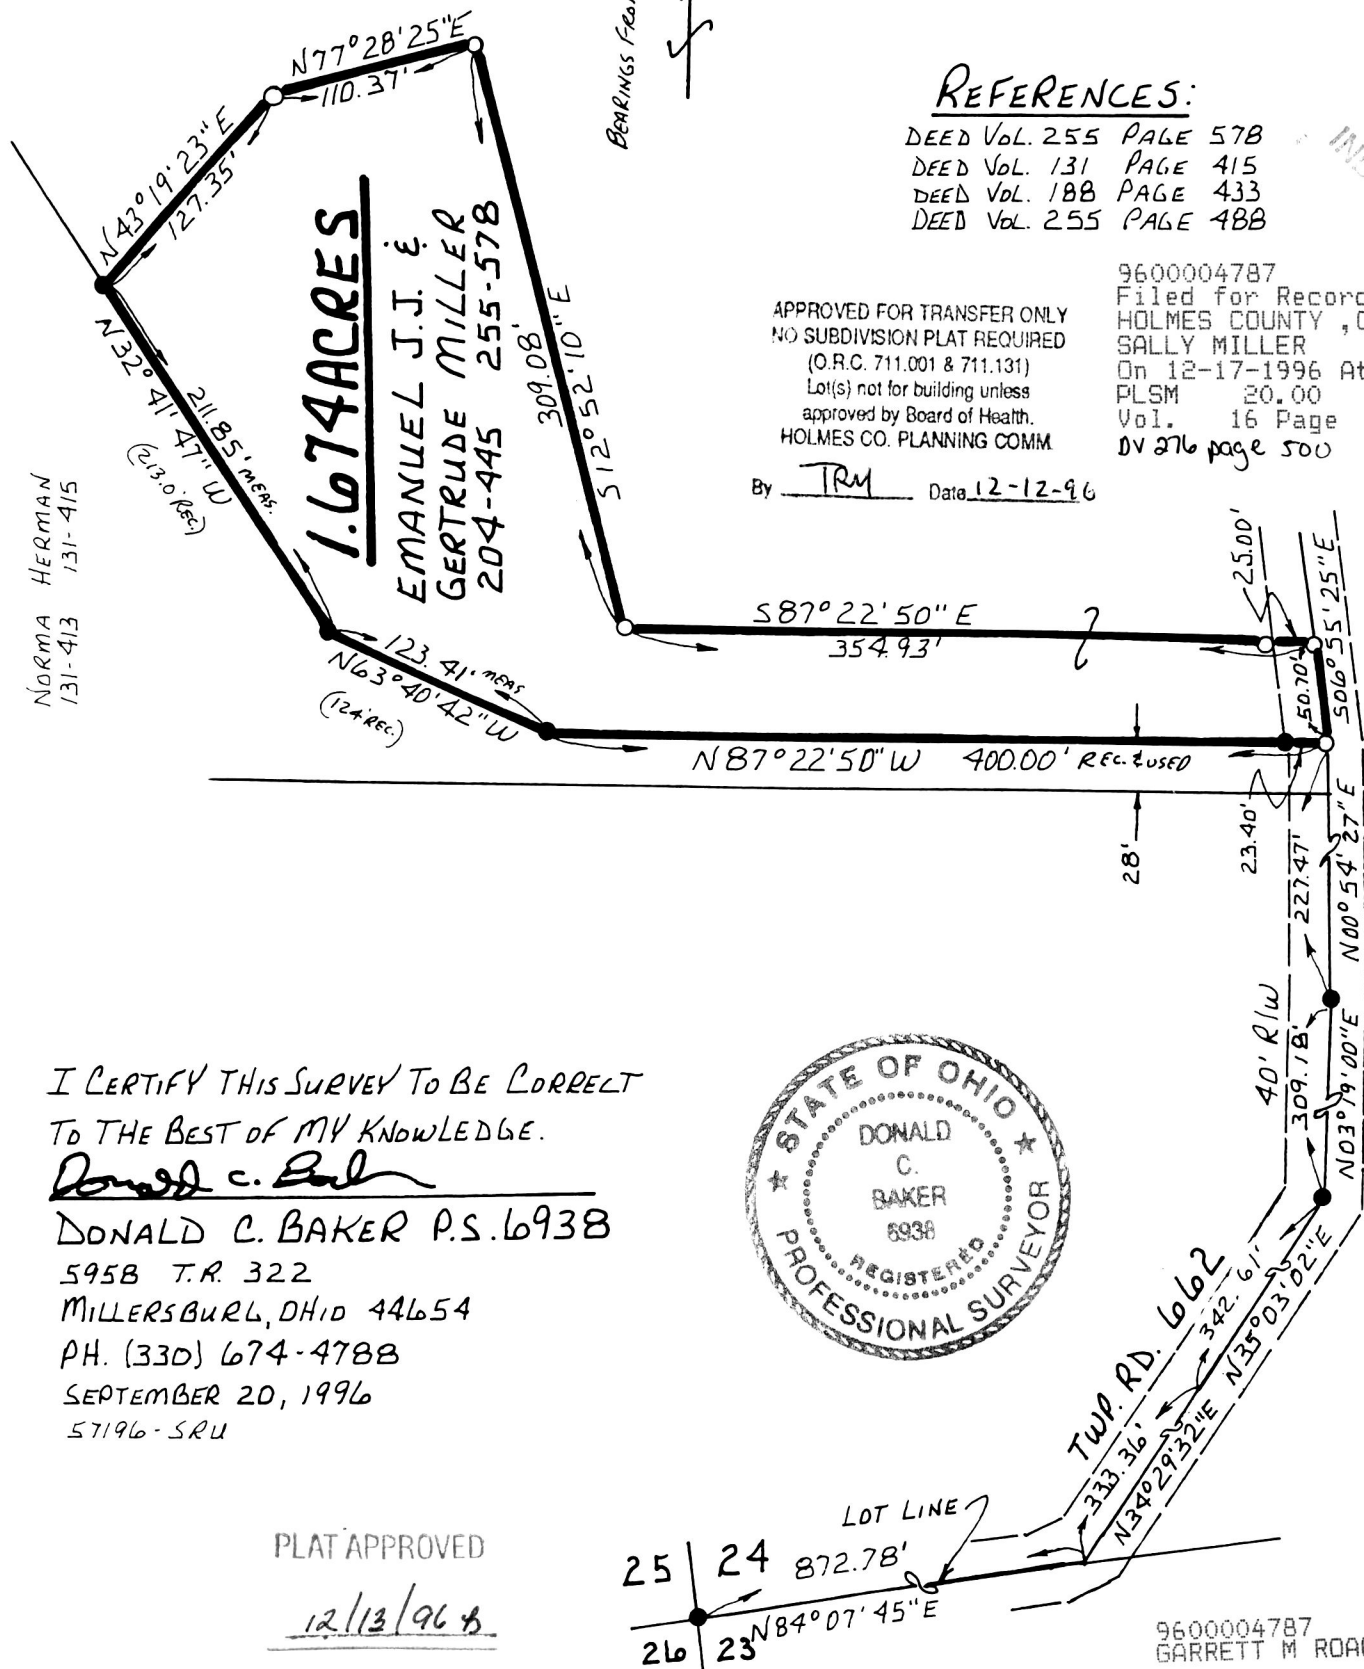 BEARINGS
N77°28'25"E
110.37'
N43°19'23"E
127.35'
N32°41'47"W
211.85' MEAS.
(213.0' REC.)
1.674 ACRES
EMANUEL J.J. &
GERTRUDE MILLER
204-445 255-578
309.08'
S12°52'10"E
REFERENCES:
DEED VOL. 255 PAGE 578
DEED VOL. 131 PAGE 415
DEED VOL. 188 PAGE 433
DEED VOL. 255 PAGE 488
APPROVED FOR TRANSFER ONLY
NO SUBDIVISION PLAT REQUIRED
(O.R.C. 711.001 & 711.131)
Lot(s) not for building unless
approved by Board of Health.
HOLMES CO. PLANNING COMM
By TRM Date 12-12-96
9600004787
Filed for Record
HOLMES COUNTY ,
SALLY MILLER
On 12-17-1996 At
PLSM 20.00
Vol. 16 Page
DV 276 page 500
NORMA HERMAN
131-413 131-415
123.41' MEAS
N63°40'42"W
(124' REC.)
S87°22'50"E
354.93'
25.00'
50.70'
S06°55'25"E
N87°22'50"W 400.00' REC. & USED
28'
23.40'
227.47'
N00°54'27"E
40' R/W
309.18'
N03°19'00"E
342.61'
N35°03'02"E
TWP. RD. 662
333.36'
N34°29'32"E
I CERTIFY THIS SURVEY TO BE CORRECT
TO THE BEST OF MY KNOWLEDGE.
Donald C. Baker
DONALD C. BAKER P.S. 6938
5958 T.R. 322
MILLERSBURG, OHIO 44654
PH. (330) 674-4788
SEPTEMBER 20, 1996
57196-SRU
STATE OF OHIO
DONALD
C.
BAKER
6938
REGISTERED
PROFESSIONAL SURVEYOR
PLAT APPROVED
12/13/96
LOT LINE
25 24 872.78'
26 23 N84°07'45"E
9600004787
GARRETT M ROA